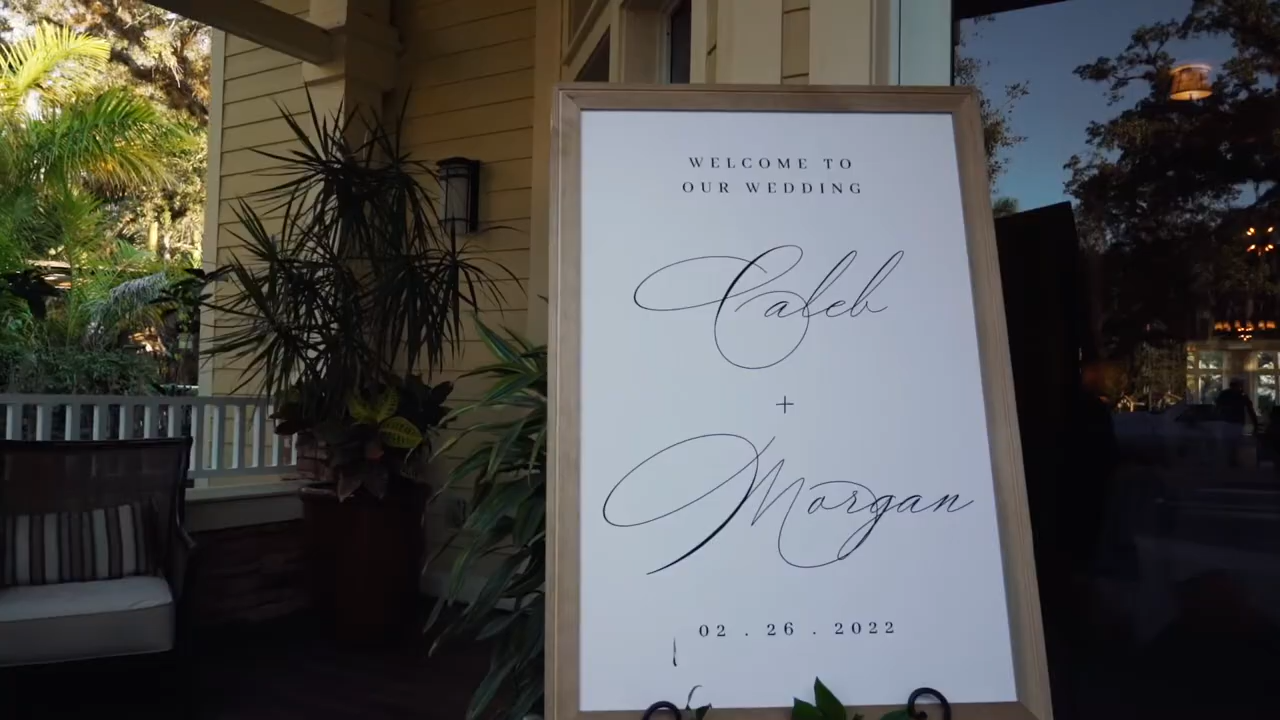 WELCOME TO
OUR WEDDING
Caleb
+
Morgan
02 . 26 . 2022